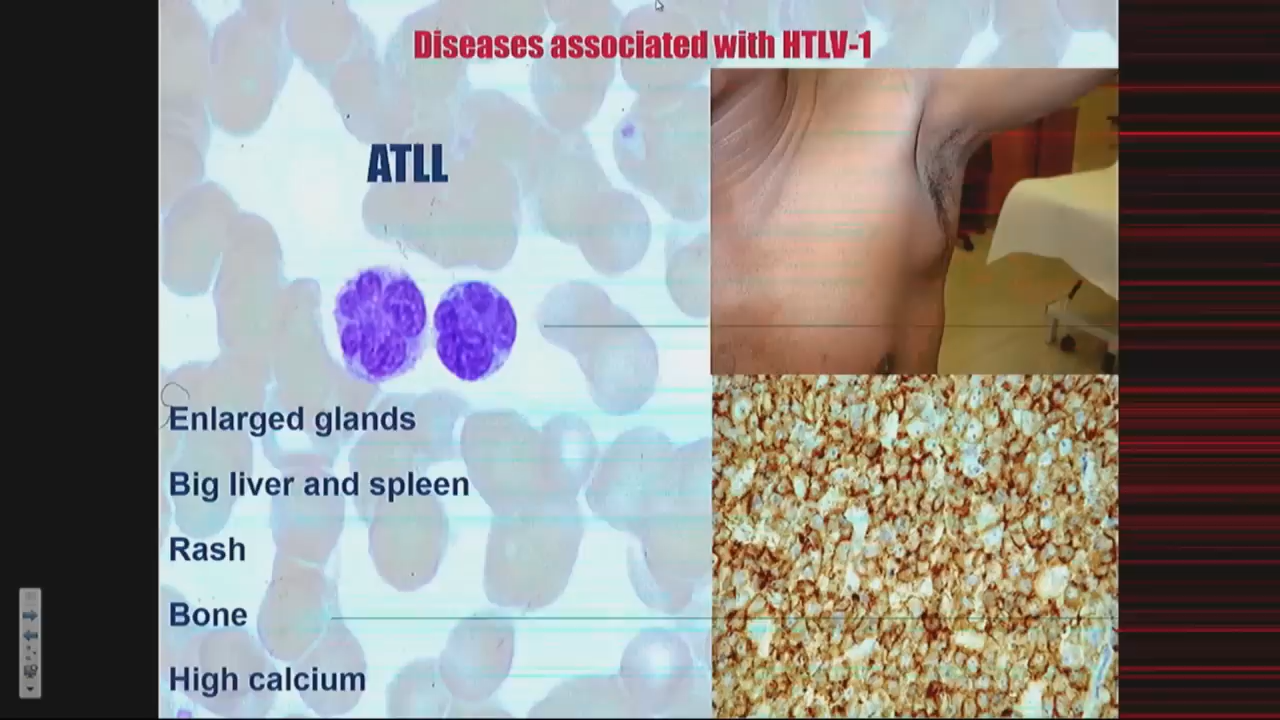 Diseases associated with HTLV-1
ATLL
Enlarged glands
Big liver and spleen
Rash
Bone
High calcium